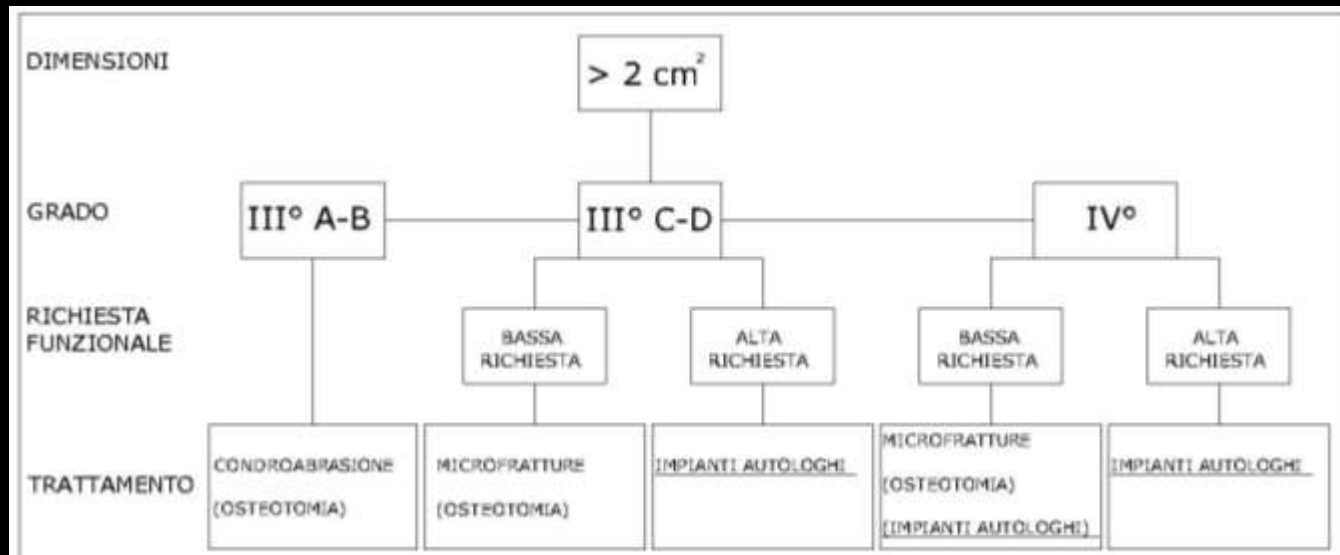 DIMENSIONI
> 2 cm²
GRADO
III° A-B
III° C-D
IV°
RICHIESTA
FUNZIONALE
BASSA
RICHIESTA
ALTA
RICHIESTA
BASSA
RICHIESTA
ALTA
RICHIESTA
TRATTAMENTO
CONDROABRASIONE
(OSTEOTOMIA)
MICROFRATTURE
(OSTEOTOMIA)
IMPIANTI AUTOLOGHI
MICROFRATTURE
(OSTEOTOMIA)
(IMPIANTI AUTOLOGHI)
IMPIANTI AUTOLOGHI